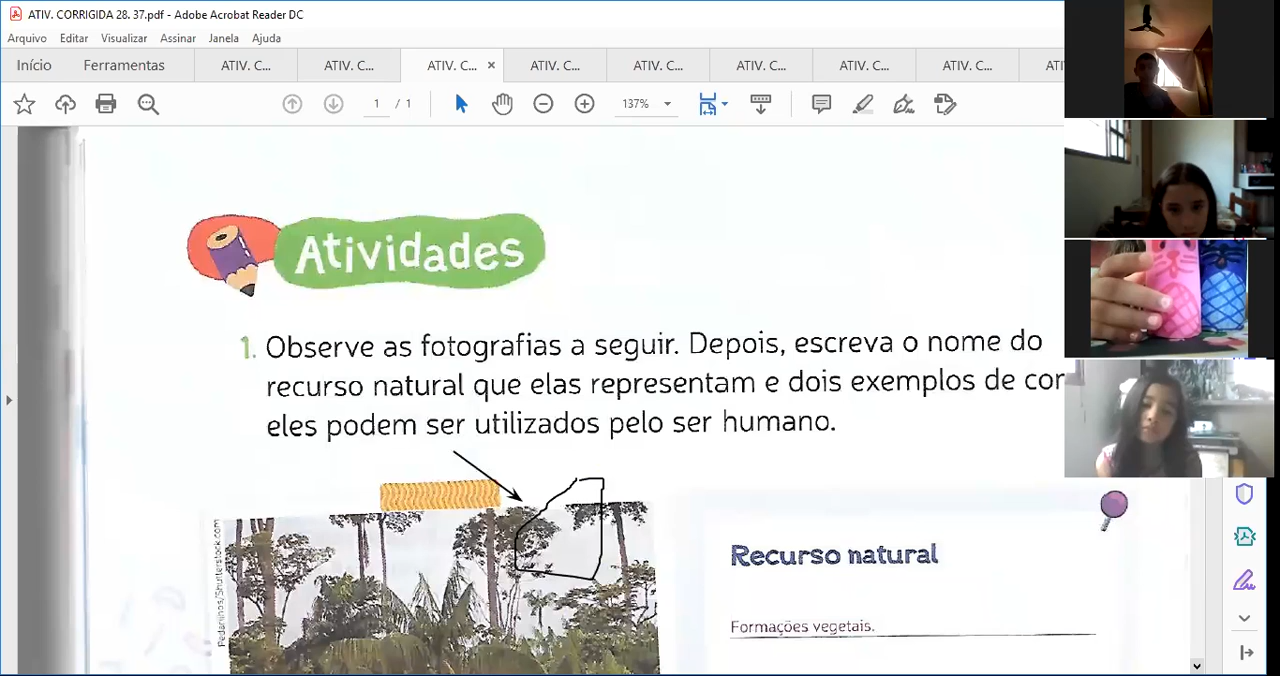 ATIV. CORRIGIDA 28. 37.pdf - Adobe Acrobat Reader DC
Arquivo Editar Visualizar Assinar Janela Ajuda
Início Ferramentas ATIV. C... ATIV. C... ATIV. C... × ATIV. C... ATIV. C... ATIV. C... ATIV. C... ATIV. C...
1 / 1 137%
Atividades
1. Observe as fotografias a seguir. Depois, escreva o nome do
recurso natural que elas representam e dois exemplos de
eles podem ser utilizados pelo ser humano.
Recurso natural
Formações vegetais.